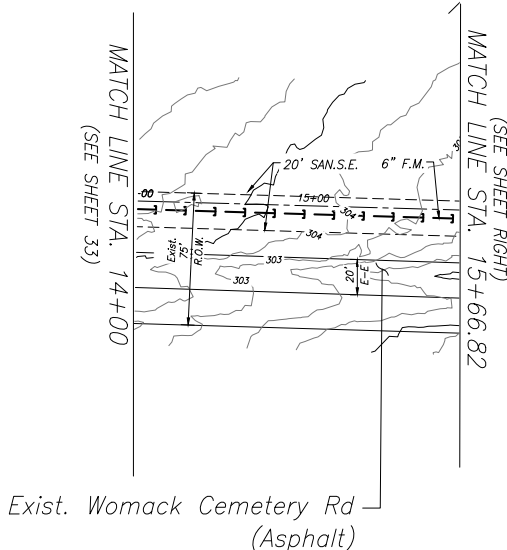 MATCH LINE STA. 14+00
(SEE SHEET 33)
MATCH LINE STA. 15+66.82
(SEE SHEET RIGHT)
20' SAN.S.E.
6" F.M.
00
15+00
304
304
303
303
Exist.
75'
R.O.W.
20'
E-E
Exist. Womack Cemetery Rd
(Asphalt)